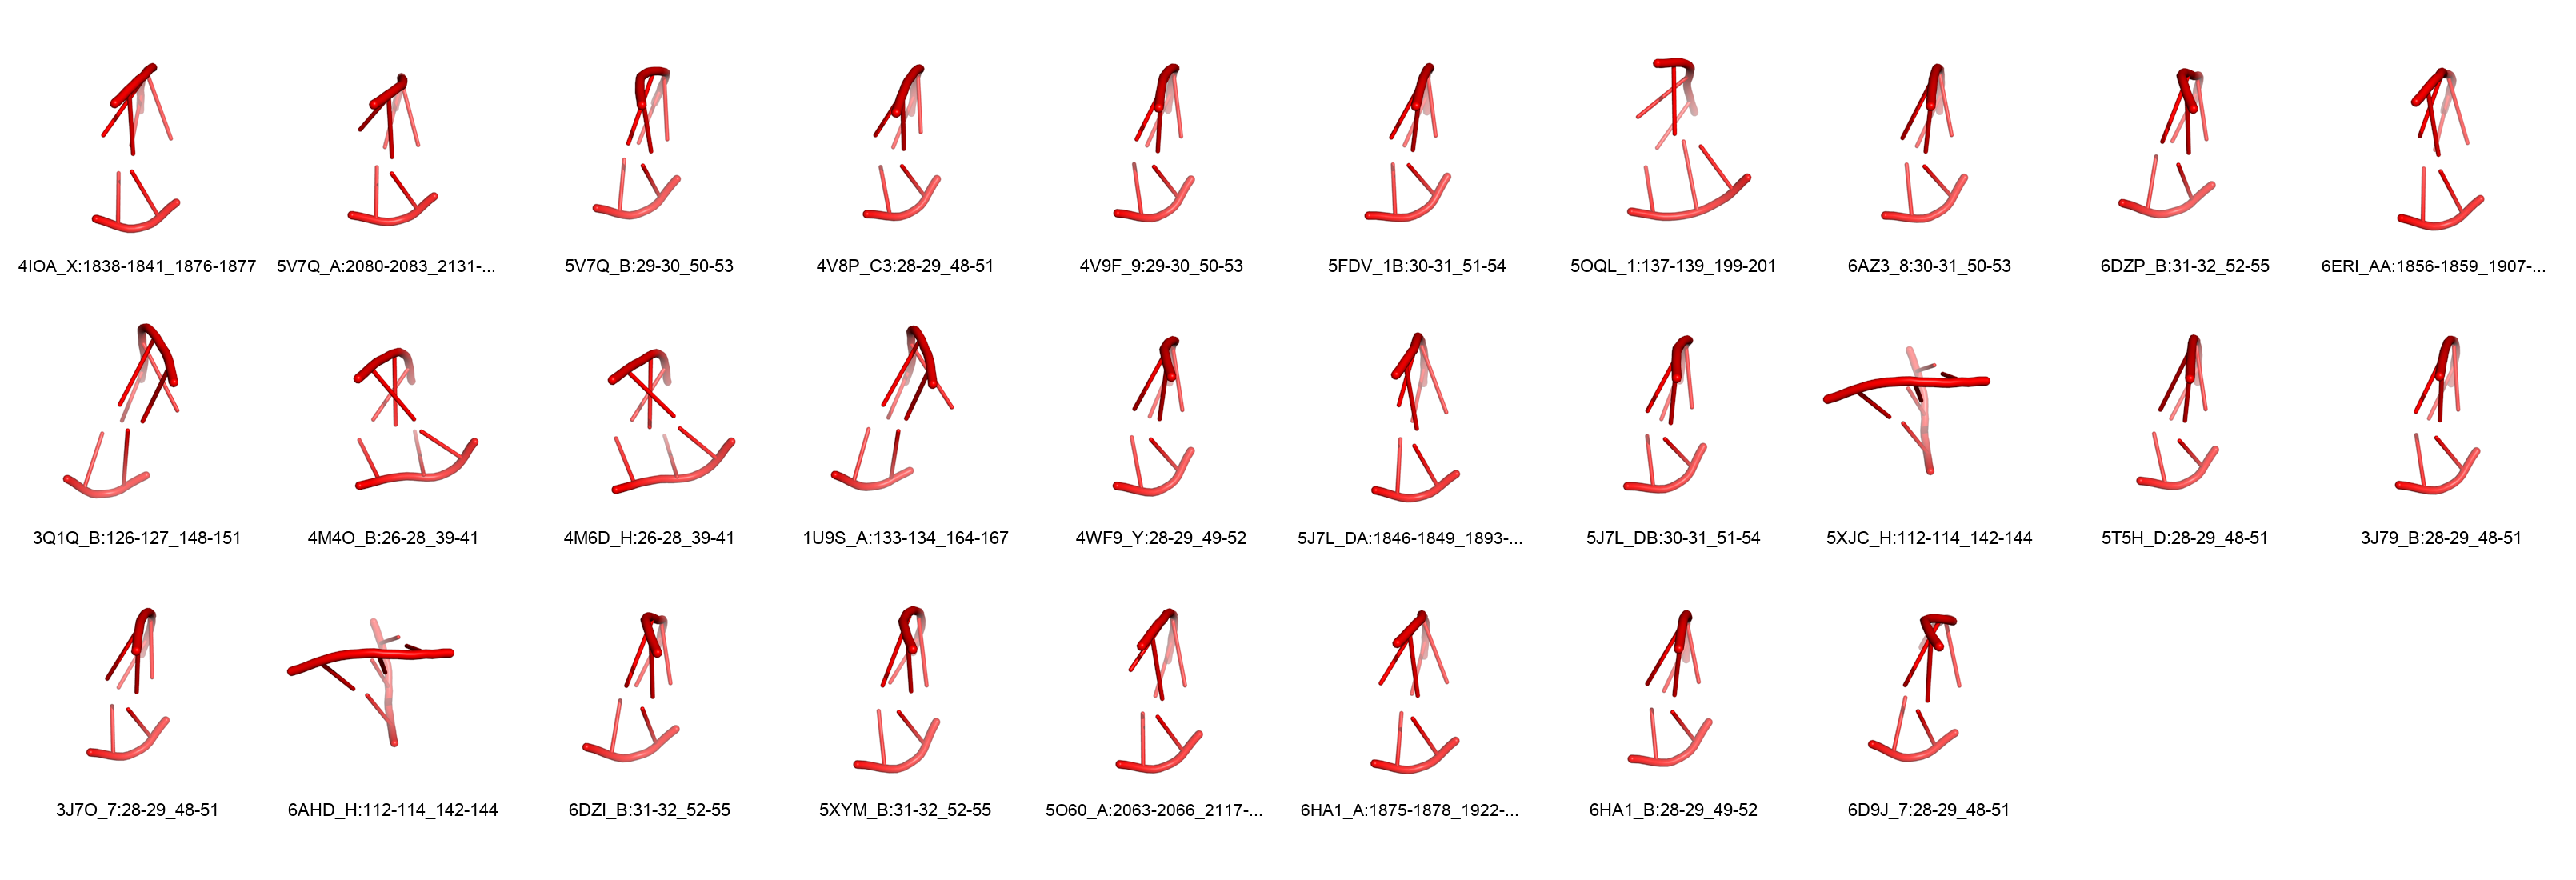 4IOA_X:1838-1841_1876-1877
5V7Q_A:2080-2083_2131-...
5V7Q_B:29-30_50-53
4V8P_C3:28-29_48-51
4V9F_9:29-30_50-53
5FDV_1B:30-31_51-54
5OQL_1:137-139_199-201
6AZ3_8:30-31_50-53
6DZP_B:31-32_52-55
6ERI_AA:1856-1859_1907-...
3Q1Q_B:126-127_148-151
4M4O_B:26-28_39-41
4M6D_H:26-28_39-41
1U9S_A:133-134_164-167
4WF9_Y:28-29_49-52
5J7L_DA:1846-1849_1893-...
5J7L_DB:30-31_51-54
5XJC_H:112-114_142-144
5T5H_D:28-29_48-51
3J79_B:28-29_48-51
3J7O_7:28-29_48-51
6AHD_H:112-114_142-144
6DZI_B:31-32_52-55
5XYM_B:31-32_52-55
5O60_A:2063-2066_2117-...
6HA1_A:1875-1878_1922-...
6HA1_B:28-29_49-52
6D9J_7:28-29_48-51